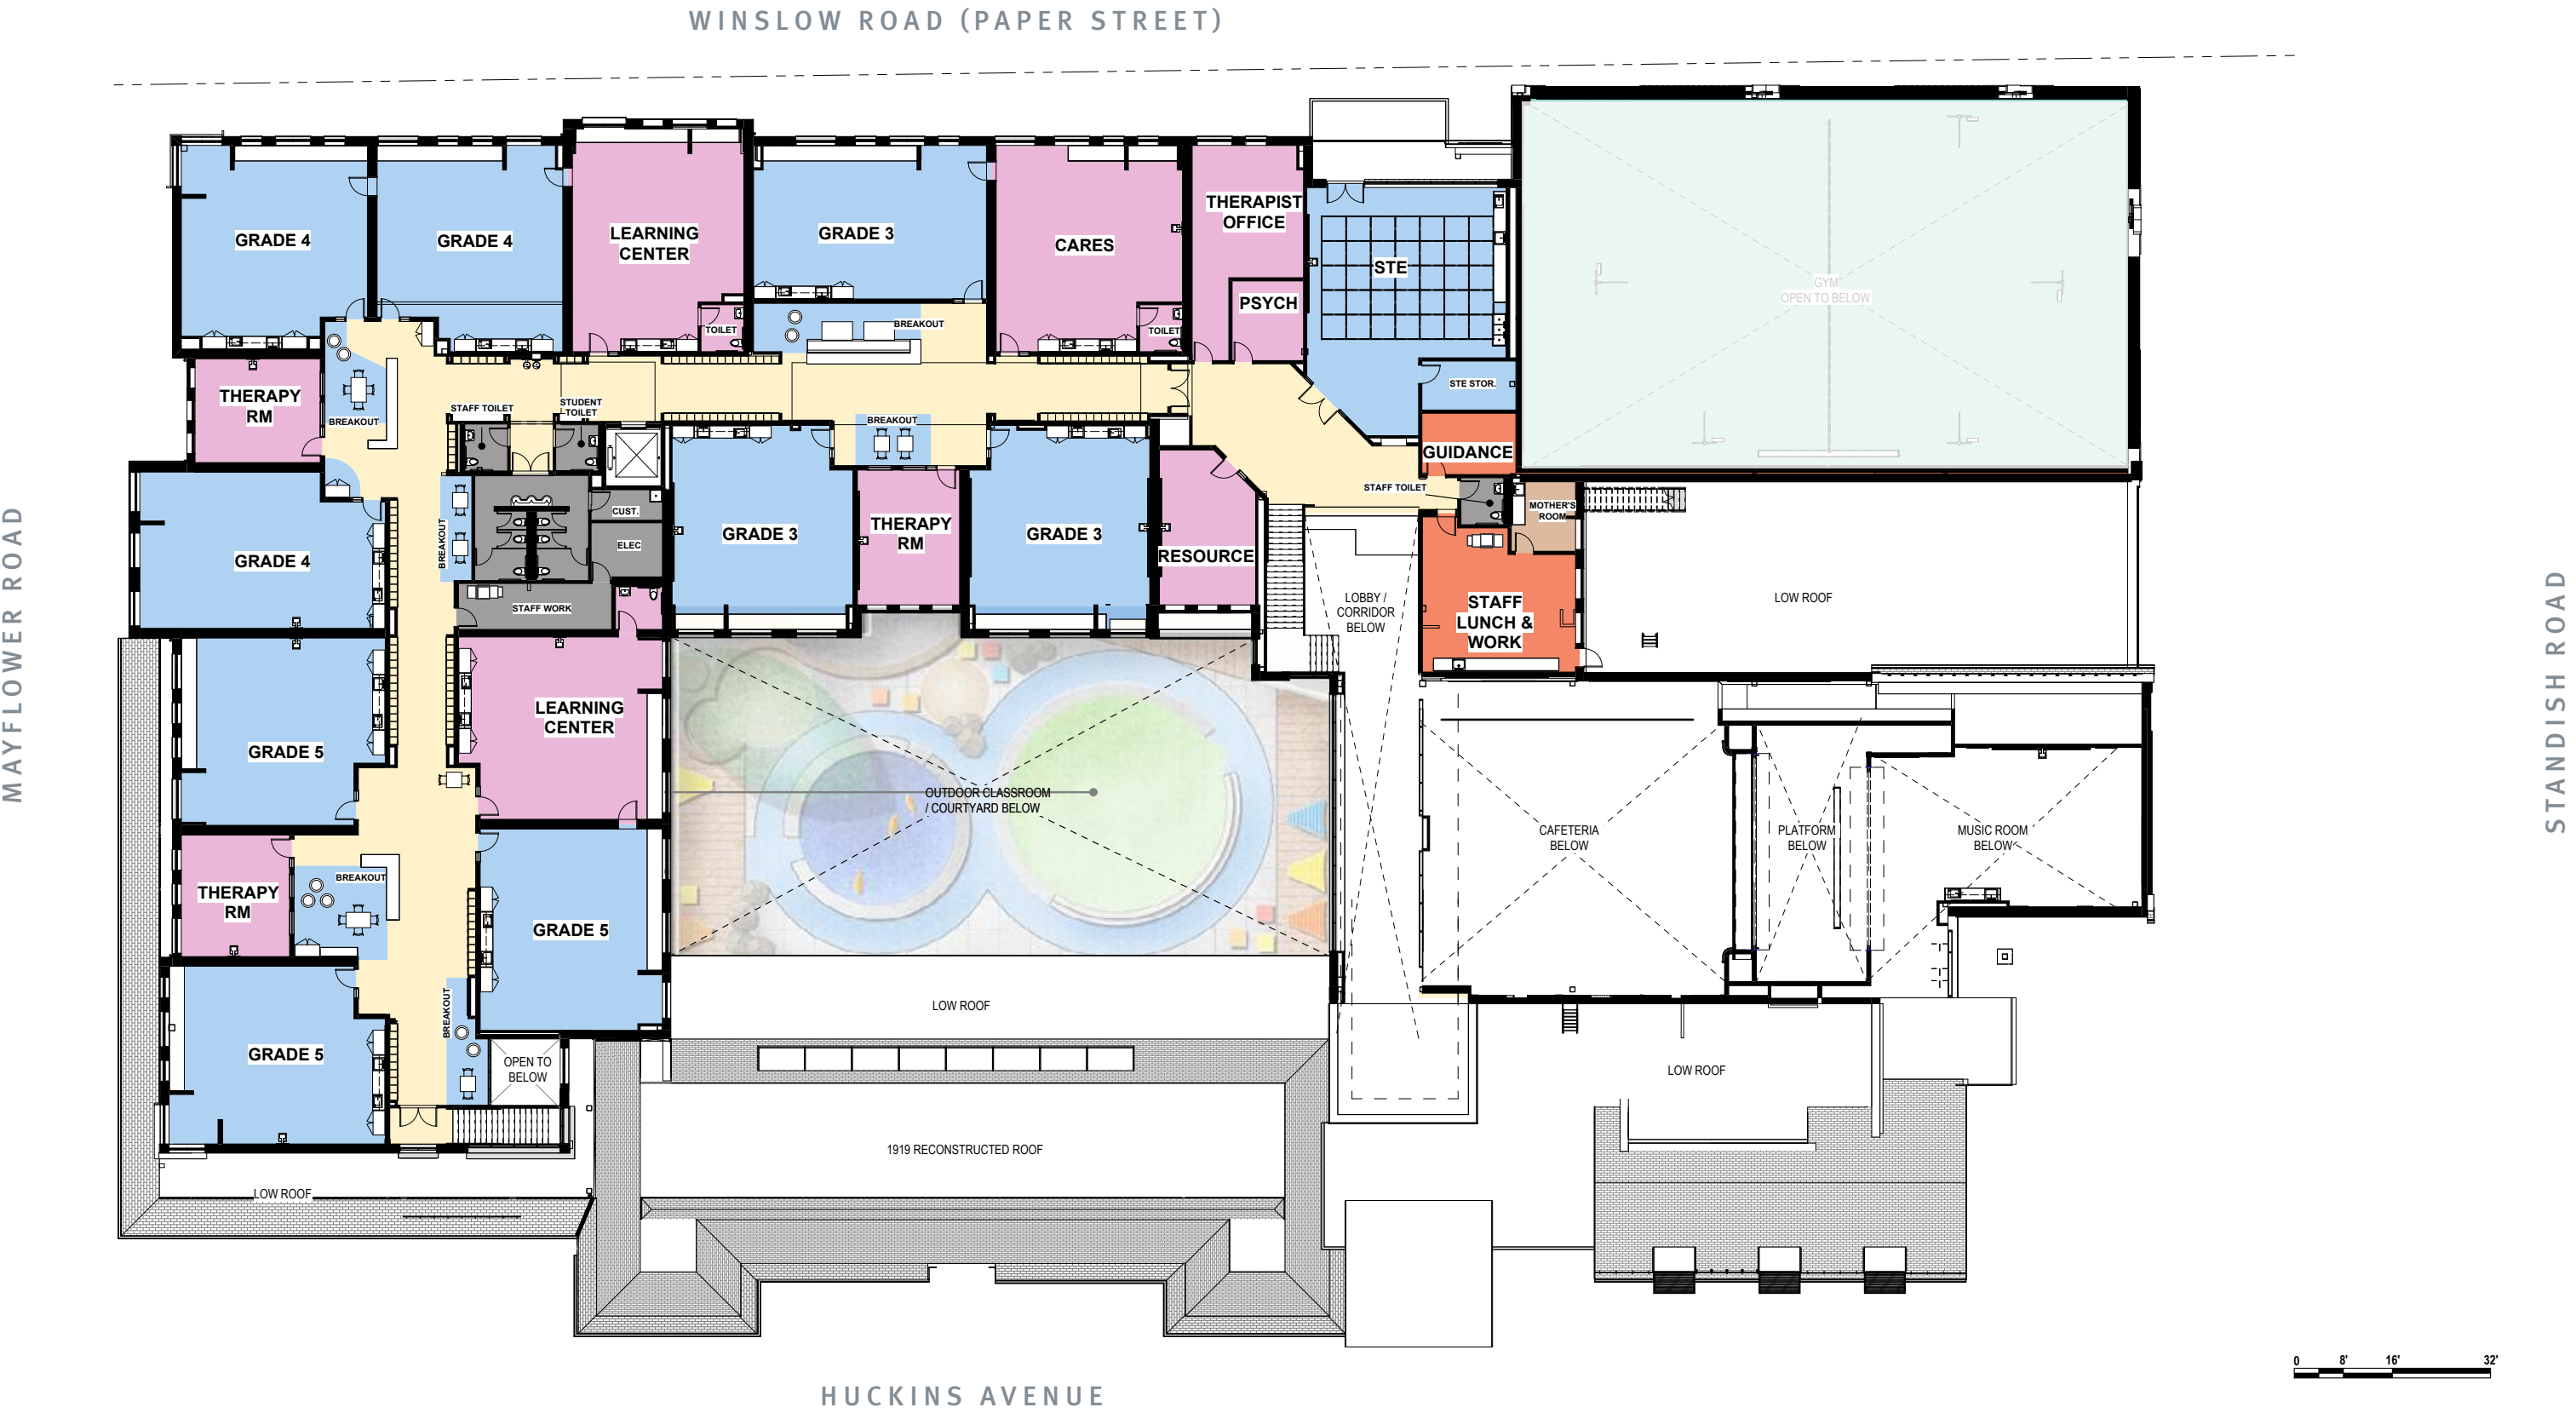 WINSLOW ROAD (PAPER STREET)
MAYFLOWER ROAD
STANDISH ROAD
HUCKINS AVENUE
GRADE 4
GRADE 4
LEARNING
CENTER
TOILET
GRADE 3
BREAKOUT
CARES
TOILET
THERAPIST
OFFICE
PSYCH
STE
STE STOR.
GYM
OPEN TO BELOW
THERAPY
RM
BREAKOUT
STAFF TOILET
STUDENT
TOILET
BREAKOUT
GUIDANCE
STAFF TOILET
MOTHER'S
ROOM
GRADE 4
BREAKOUT
CUST.
ELEC
STAFF WORK
GRADE 3
THERAPY
RM
GRADE 3
RESOURCE
LOBBY /
CORRIDOR
BELOW
STAFF
LUNCH &
WORK
LOW ROOF
GRADE 5
LEARNING
CENTER
OUTDOOR CLASSROOM
/ COURTYARD BELOW
CAFETERIA
BELOW
PLATFORM
BELOW
MUSIC ROOM
BELOW
THERAPY
RM
BREAKOUT
GRADE 5
GRADE 5
BREAKOUT
OPEN TO
BELOW
LOW ROOF
LOW ROOF
1919 RECONSTRUCTED ROOF
LOW ROOF
0 8' 16' 32'